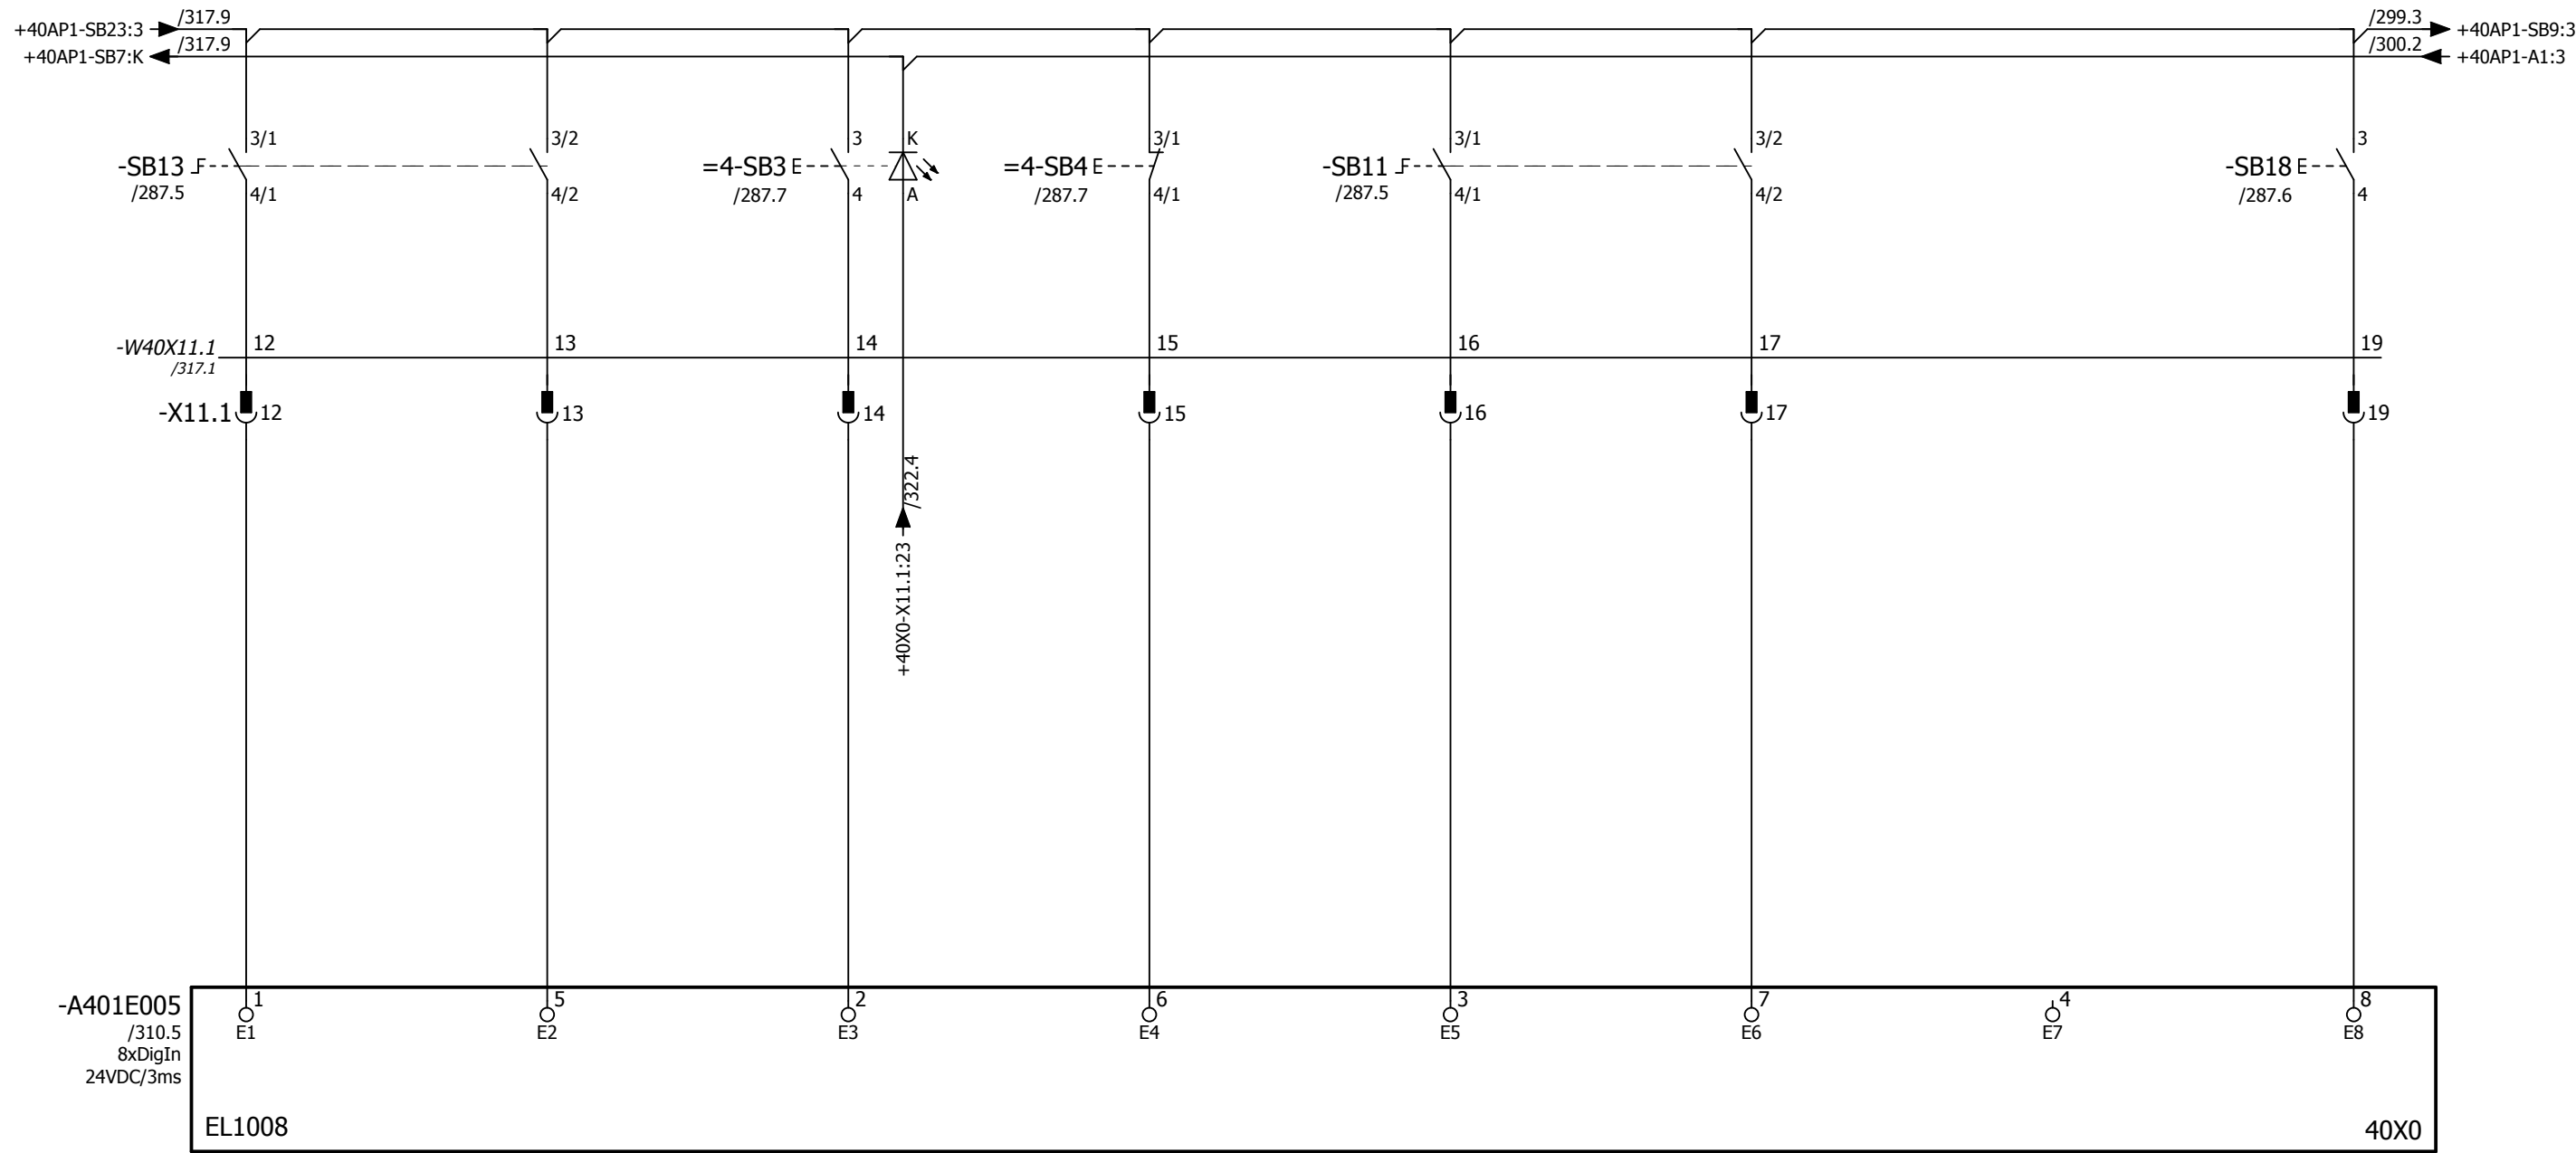 +40AP1-SB23:3 /317.9 /299.3 +40AP1-SB9:3
+40AP1-SB7:K /317.9 /300.2 +40AP1-A1:3
3/1 3/2 3 K 3/1 3/1 3/2 3
-SB13 =4-SB3 =4-SB4 -SB11 -SB18
/287.5 4/1 4/2 /287.7 4 A /287.7 4/1 /287.5 4/1 4/2 /287.6 4
-W40X11.1 12 13 14 15 16 17 19
/317.1
-X11.1 12 13 14 15 16 17 19
/322.4
+40X0-X11.1:23
-A401E005 1 5 2 6 3 7 4 8
/310.5 E1 E2 E3 E4 E5 E6 E7 E8
8xDigIn
24VDC/3ms
EL1008 40X0